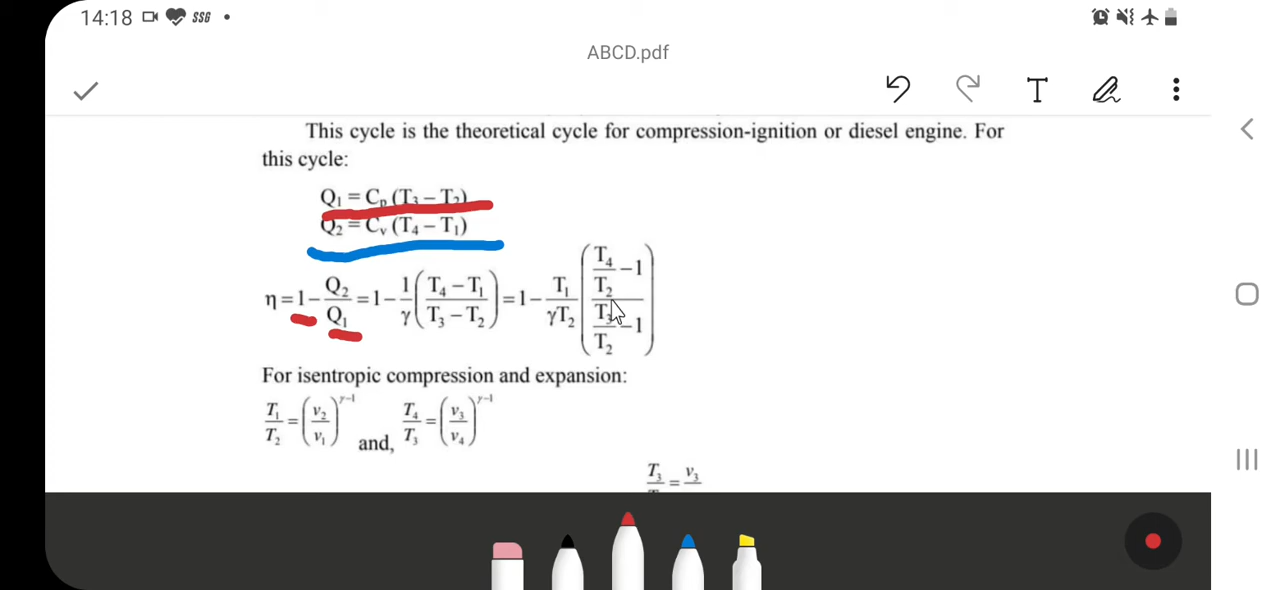 14:18 SSG
ABCD.pdf
T
This cycle is the theoretical cycle for compression-ignition or diesel engine. For
this cycle:
Q₁ = Cₚ (T₃ – T₂)
Q₂ = Cᵥ (T₄ – T₁)
η = 1 – Q₂/Q₁ = 1 – 1/γ ( (T₄ – T₁)/(T₃ – T₂) ) = 1 – T₁/γT₂ ( (T₄/T₂ – 1)/(T₃/T₂ – 1) )
For isentropic compression and expansion:
T₁/T₂ = (v₂/v₁)^γ–1 and, T₄/T₃ = (v₃/v₄)^γ–1
T₃ = v₃